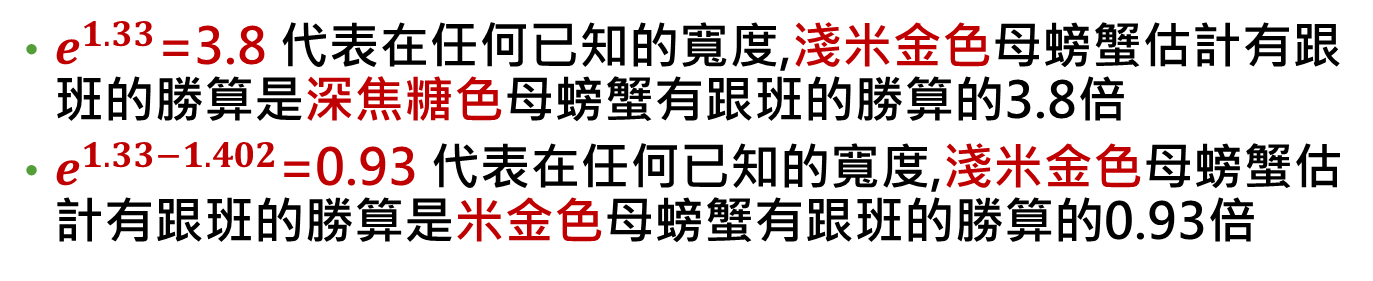 • e^1.33=3.8 代表在任何已知的寬度,淺米金色母螃蟹估計有跟
班的勝算是深焦糖色母螃蟹有跟班的勝算的3.8倍
• e^1.33−1.402=0.93 代表在任何已知的寬度,淺米金色母螃蟹估
計有跟班的勝算是米金色母螃蟹有跟班的勝算的0.93倍